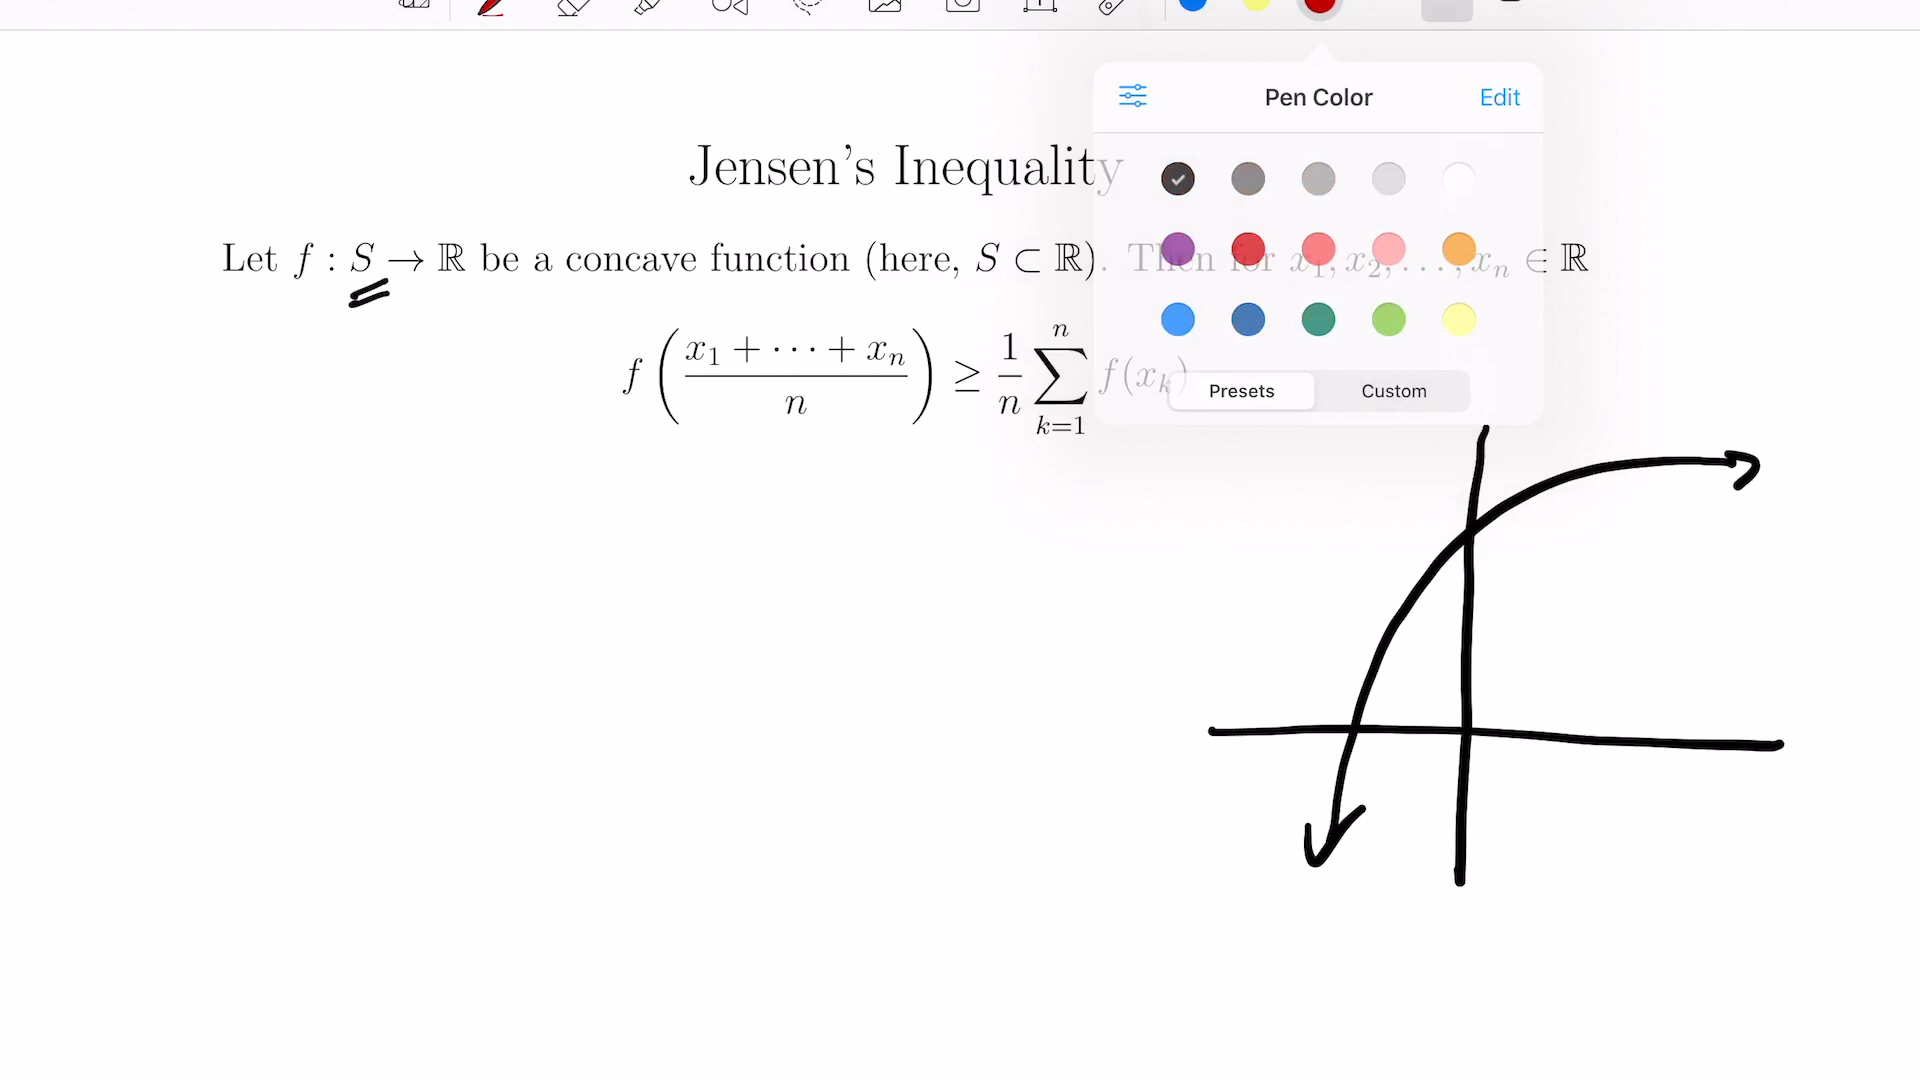 Pen Color Edit
Jensen's Inequality
Let f : S → ℝ be a concave function (here, S ⊂ ℝ). Then for x₁, x₂, . . . , xₙ ∈ ℝ
f ( (x₁ + · · · + xₙ) / n ) ≥ 1/n ∑ₖ₌₁ⁿ f(xₖ)
Presets Custom